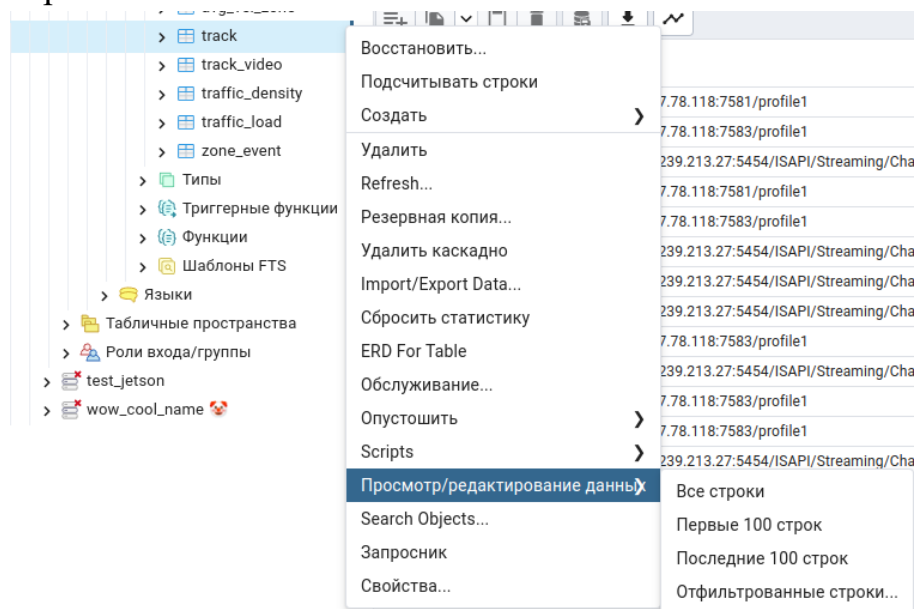 track
track_video
traffic_density
traffic_load
zone_event
Типы
Триггерные функции
Функции
Шаблоны FTS
Языки
Табличные пространства
Роли входа/группы
test_jetson
wow_cool_name 🤡
Восстановить...
Подсчитывать строки
Создать
Удалить
Refresh...
Резервная копия...
Удалить каскадно
Import/Export Data...
Сбросить статистику
ERD For Table
Обслуживание...
Опустошить
Scripts
Просмотр/редактирование данных
Search Objects...
Запросник
Свойства...
7.78.118:7581/profile1
7.78.118:7583/profile1
239.213.27:5454/ISAPI/Streaming/Cha
7.78.118:7581/profile1
7.78.118:7583/profile1
239.213.27:5454/ISAPI/Streaming/Cha
239.213.27:5454/ISAPI/Streaming/Cha
239.213.27:5454/ISAPI/Streaming/Cha
7.78.118:7583/profile1
239.213.27:5454/ISAPI/Streaming/Cha
7.78.118:7583/profile1
7.78.118:7583/profile1
239.213.27:5454/ISAPI/Streaming/Cha
Все строки
Первые 100 строк
Последние 100 строк
Отфильтрованные строки...